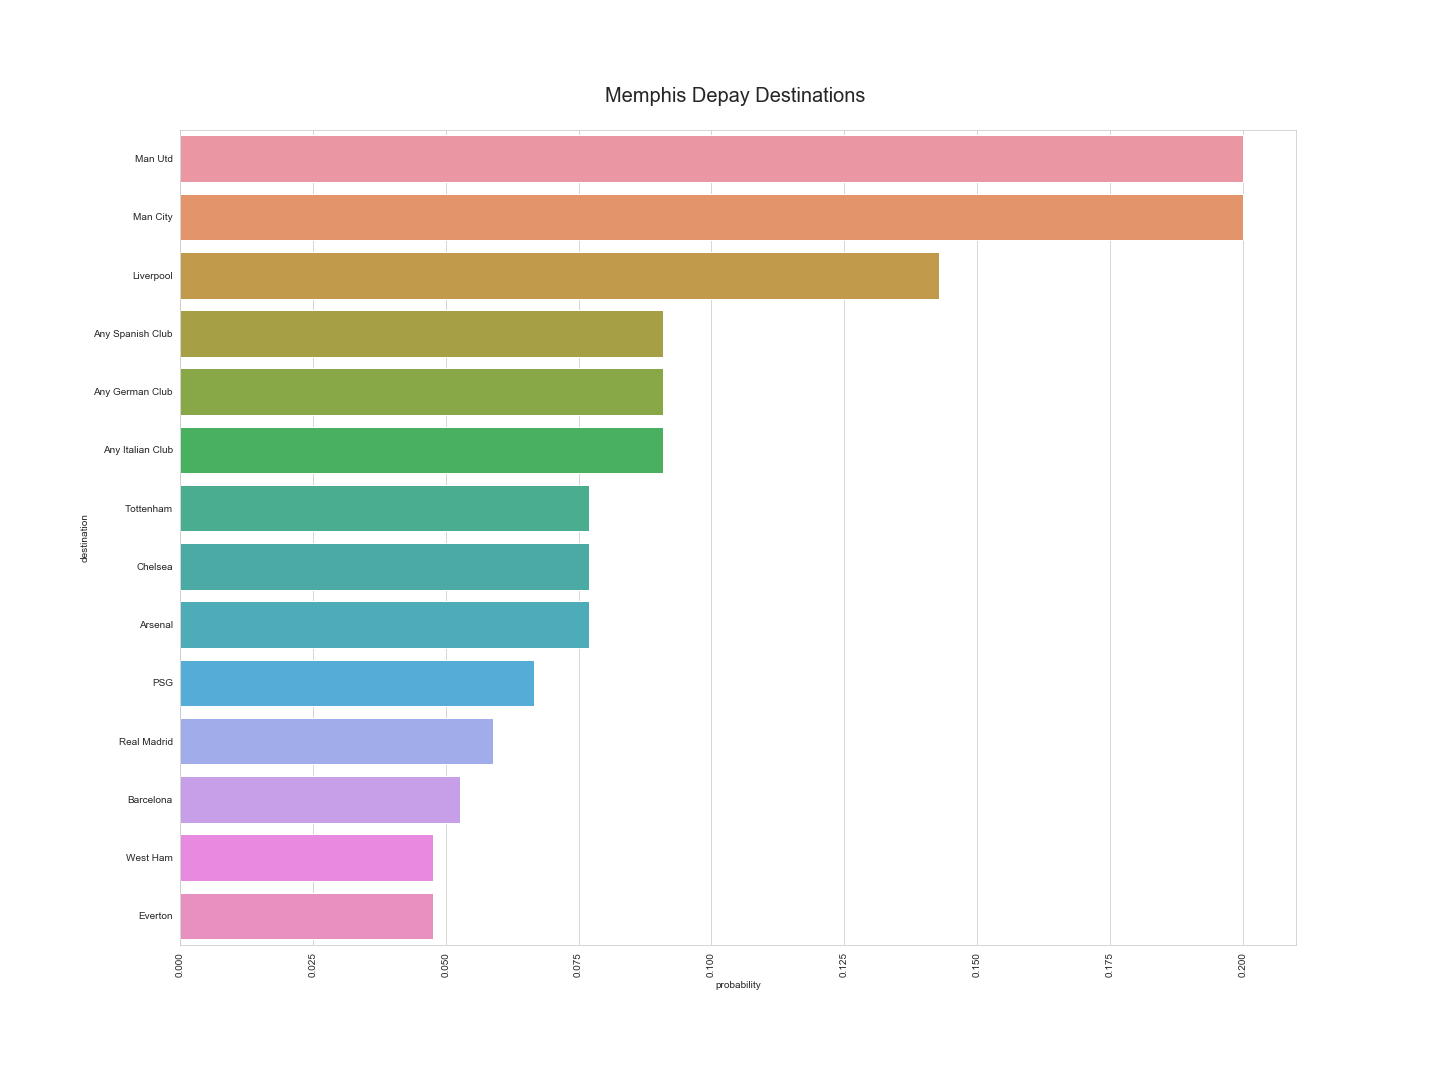 Memphis Depay Destinations
Man Utd
Man City
Liverpool
Any Spanish Club
Any German Club
Any Italian Club
Tottenham
Chelsea
Arsenal
PSG
Real Madrid
Barcelona
West Ham
Everton
destination
0.000
0.025
0.050
0.075
0.100
0.125
0.150
0.175
0.200
probability